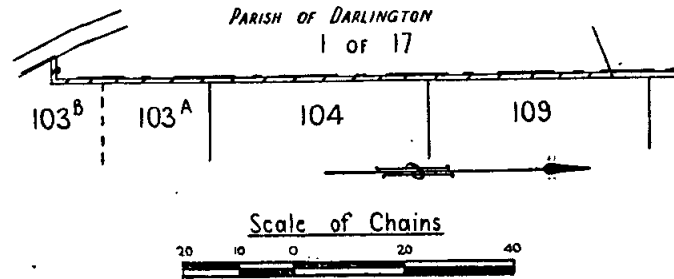 PARISH OF DARLINGTON
1 OF 17
103ᴮ 103ᴬ 104 109
Scale of Chains
20 10 0 20 40